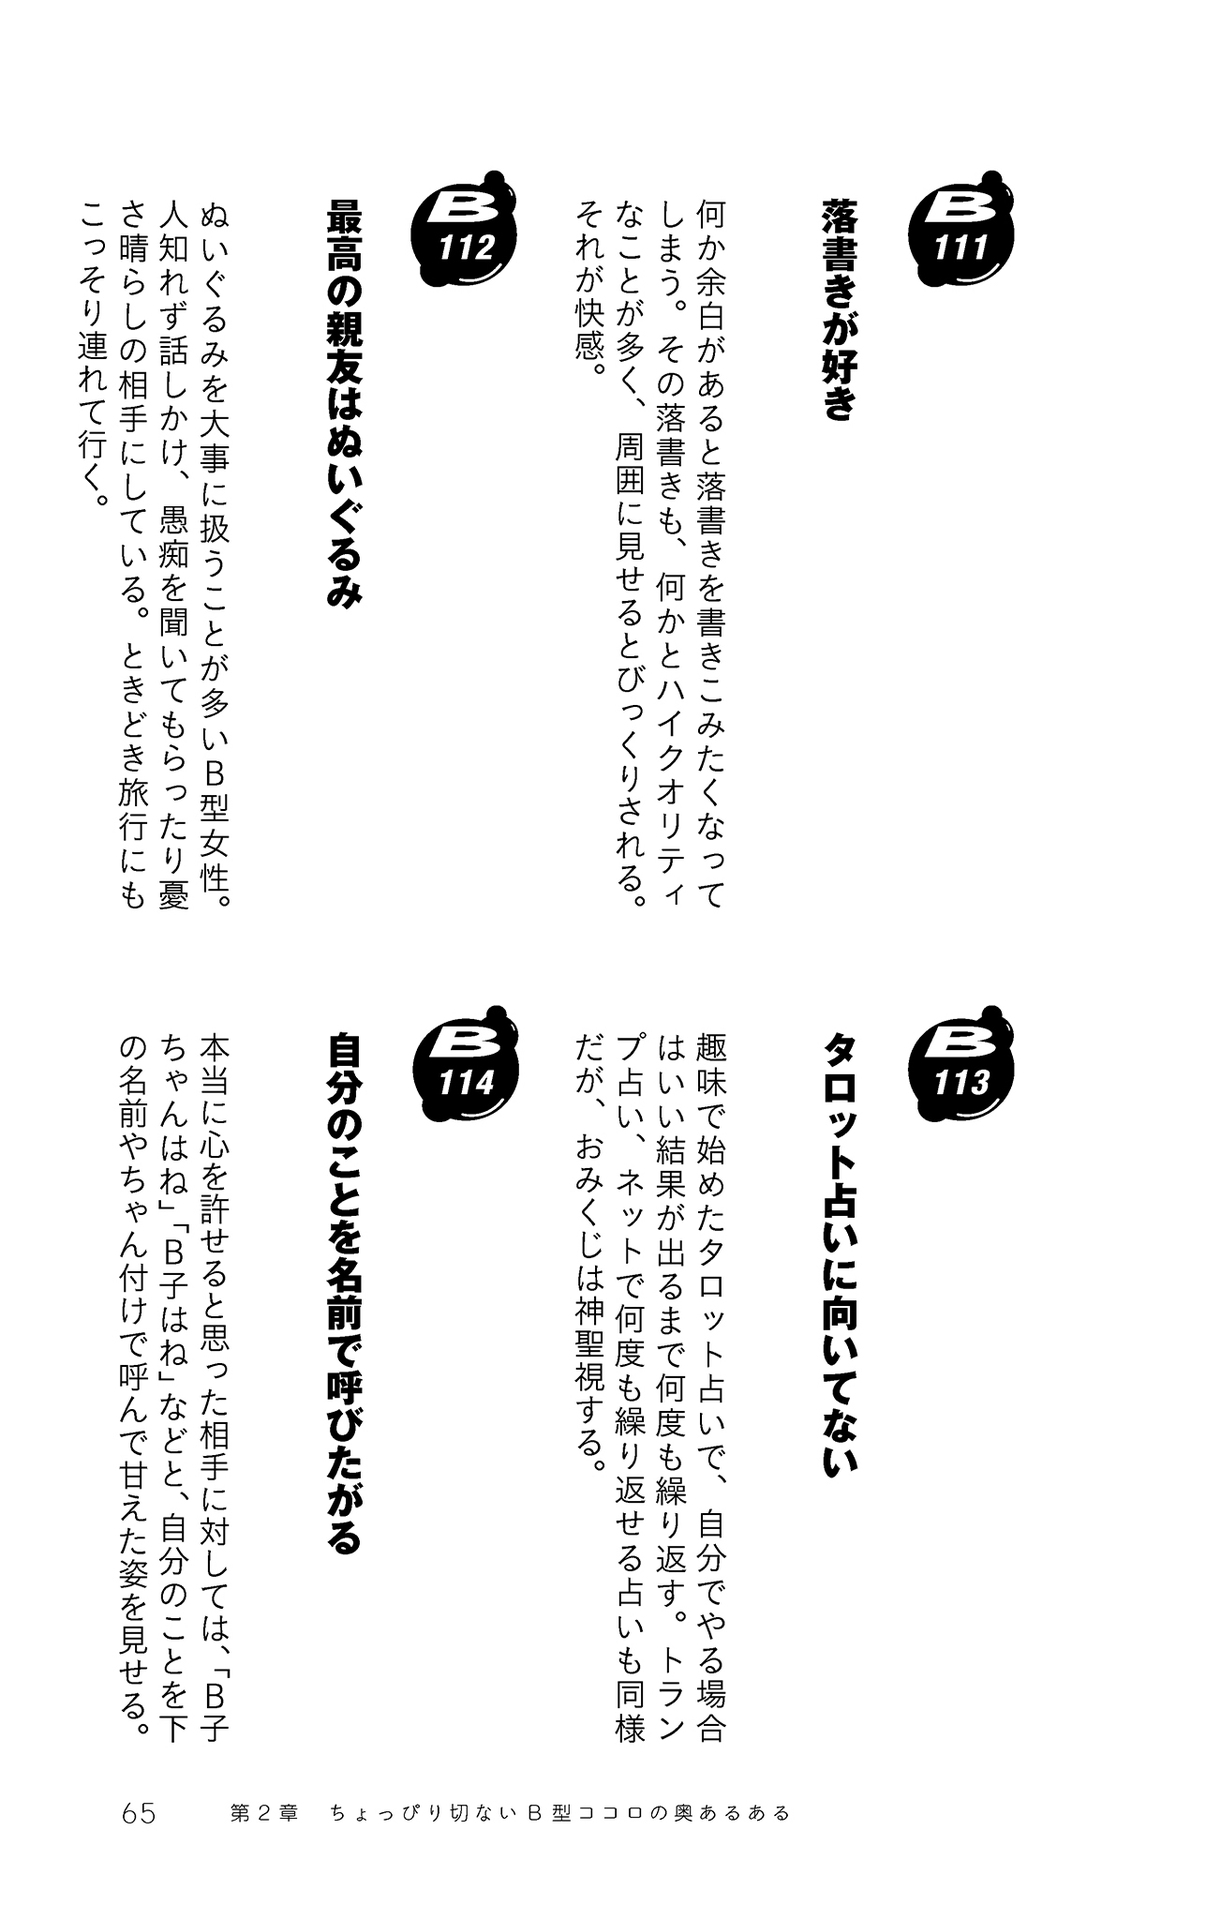 B
111
落書きが好き
何か余白があると落書きを書きこみたくなって
しまう。その落書きも、何かとハイクオリティ
なことが多く、周囲に見せるとびっくりされる。
それが快感。
B
112
最高の親友はぬいぐるみ
ぬいぐるみを大事に扱うことが多いB型女性。
人知れず話しかけ、愚痴を聞いてもらったり憂
さ晴らしの相手にしている。ときどき旅行にも
こっそり連れて行く。
B
113
タロット占いに向いてない
趣味で始めたタロット占いで、自分でやる場合
はいい結果が出るまで何度も繰り返す。トラン
プ占い、ネットで何度も繰り返せる占いも同様
だが、おみくじは神聖視する。
B
114
自分のことを名前で呼びたがる
本当に心を許せると思った相手に対しては、「B子
ちゃんはね」「B子はね」などと、自分のことを下
の名前やちゃん付けで呼んで甘えた姿を見せる。
65 第2章 ちょっぴり切ないB型ココロの奥あるある